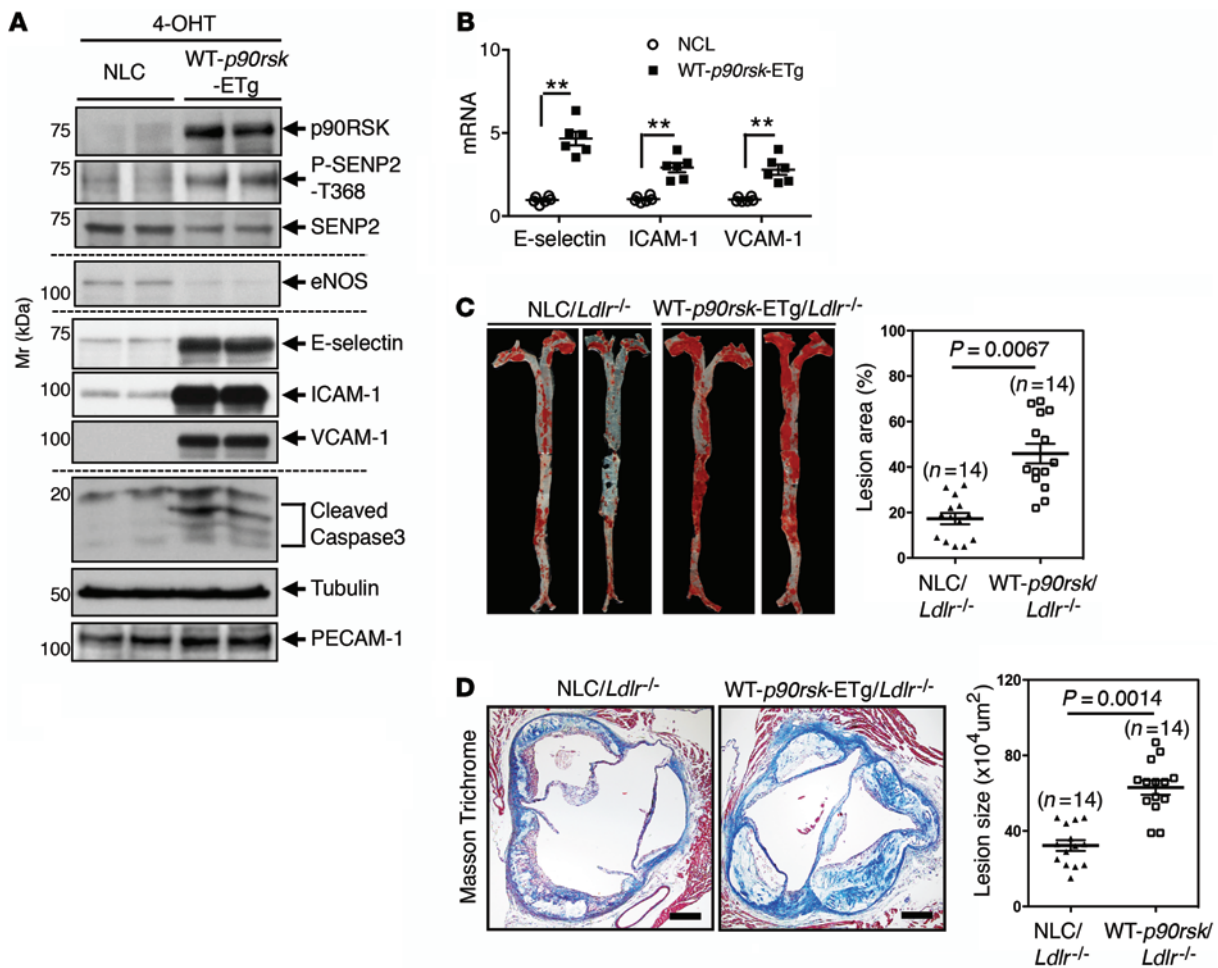 A
4-OHT
NLC
WT-p90rsk
-ETg
Mr (kDa)
75
p90RSK
75
P-SENP2
-T368
75
SENP2
100
eNOS
75
E-selectin
100
ICAM-1
100
VCAM-1
20
Cleaved
Caspase3
50
Tubulin
100
PECAM-1
B
NCL
WT-p90rsk-ETg
mRNA
10
5
0
**
**
**
E-selectin
ICAM-1
VCAM-1
C
NLC/Ldlr-/-
WT-p90rsk-ETg/Ldlr-/-
Lesion area (%)
100
80
60
40
20
0
P = 0.0067
(n=14)
(n=14)
NLC/
Ldlr-/-
WT-p90rsk/
Ldlr-/-
D
Masson Trichrome
NLC/Ldlr-/-
WT-p90rsk-ETg/Ldlr-/-
Lesion size (x10⁴um²)
120
80
40
0
P = 0.0014
(n=14)
(n=14)
NLC/
Ldlr-/-
WT-p90rsk/
Ldlr-/-